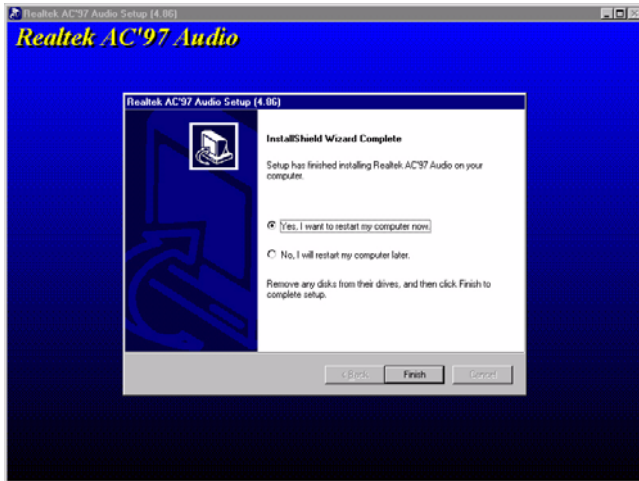 Realtek AC'97 Audio Setup (4.86)
Realtek AC'97 Audio
Realtek AC'97 Audio Setup (4.86)
InstallShield Wizard Complete
Setup has finished installing Realtek AC'97 Audio on your
computer.
Yes, I want to restart my computer now.
No, I will restart my computer later.
Remove any disks from their drives, and then click Finish to
complete setup.
< Back
Finish
Cancel